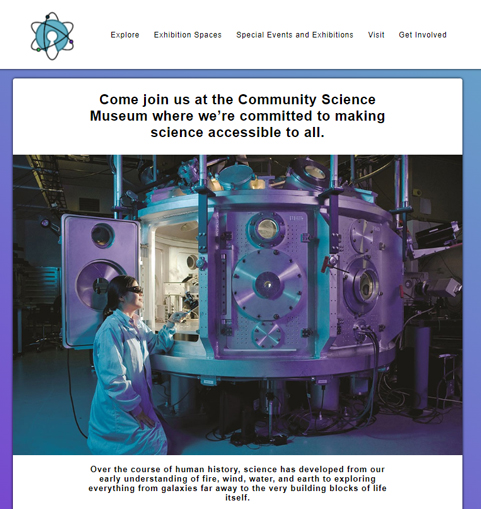 Explore Exhibition Spaces Special Events and Exhibitions Visit Get Involved
Come join us at the Community Science
Museum where we’re committed to making
science accessible to all.
Over the course of human history, science has developed from our
early understanding of fire, wind, water, and earth to exploring
everything from galaxies far away to the very building blocks of life
itself.